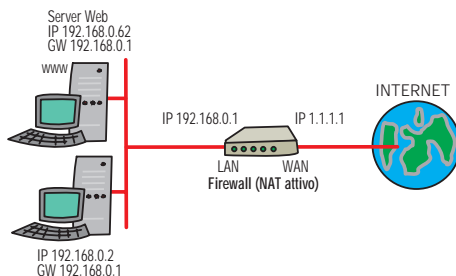 Server Web
IP 192.168.0.62
GW 192.168.0.1
WWW
IP 192.168.0.1
IP 1.1.1.1
INTERNET
LAN
WAN
Firewall (NAT attivo)
IP 192.168.0.2
GW 192.168.0.1